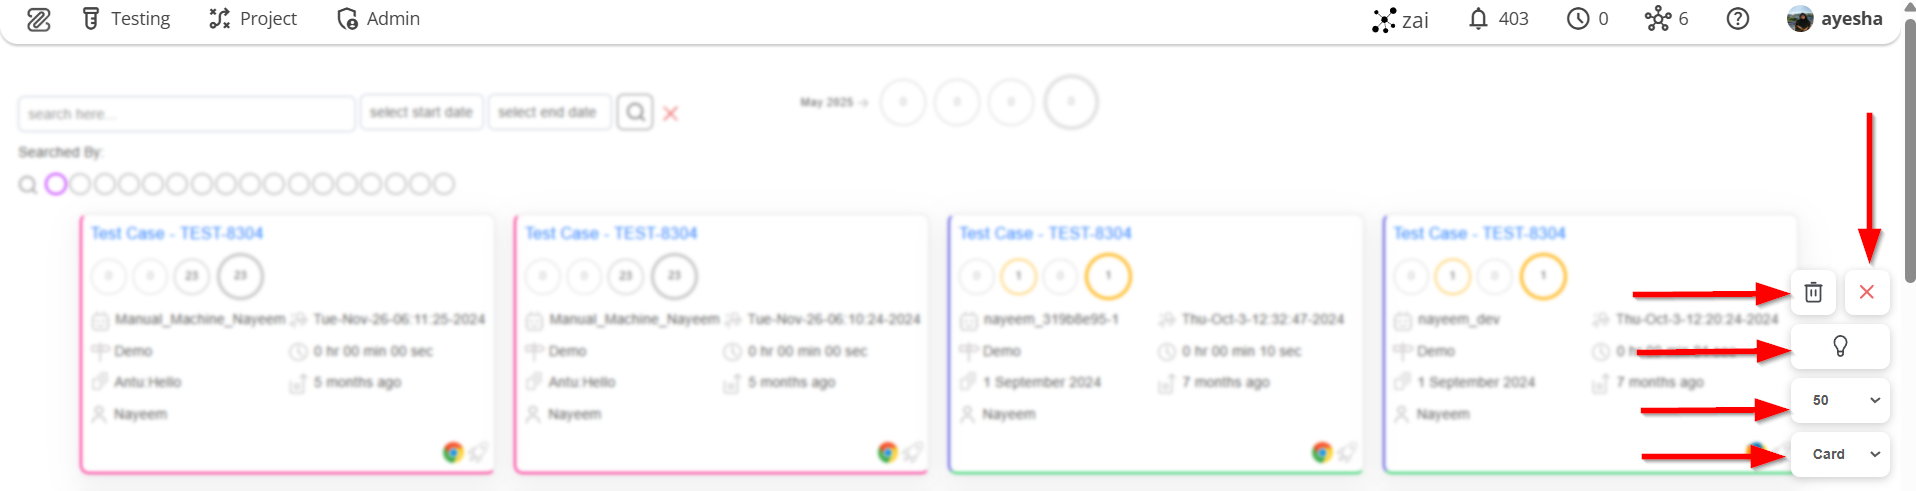 Testing Project Admin zai 403 0 6 ayesha
search here... select start date select end date May 2025 → 0 0 0 0
Searched By:
Test Case - TEST-8304
0 0 23 23
Manual_Machine_Nayeem Tue-Nov-26-06:11:25-2024
Demo 0 hr 00 min 00 sec
Antu:Hello 5 months ago
Nayeem
Test Case - TEST-8304
0 0 23 23
Manual_Machine_Nayeem Tue-Nov-26-06:10:24-2024
Demo 0 hr 00 min 00 sec
Antu:Hello 5 months ago
Nayeem
Test Case - TEST-8304
0 1 0 1
nayeem_319b8e95-1 Thu-Oct-3-12:32:47-2024
Demo 0 hr 00 min 10 sec
1 September 2024 7 months ago
Nayeem
Test Case - TEST-8304
0 1 0 1
nayeem_dev Thu-Oct-3-12:20:24-2024
Demo 0 hr
1 September 2024 7 months ago
Nayeem
50
Card